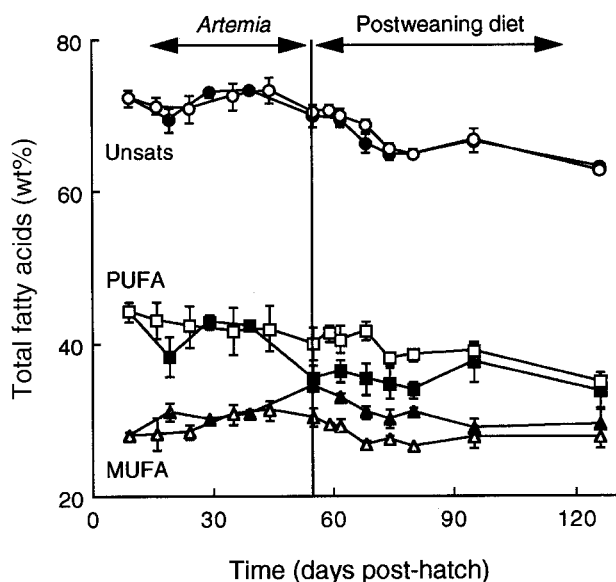 Artemia Postweaning diet
80
Unsats
60
PUFA
40
MUFA
20
0 30 60 90 120
Total fatty acids (wt%)
Time (days post-hatch)